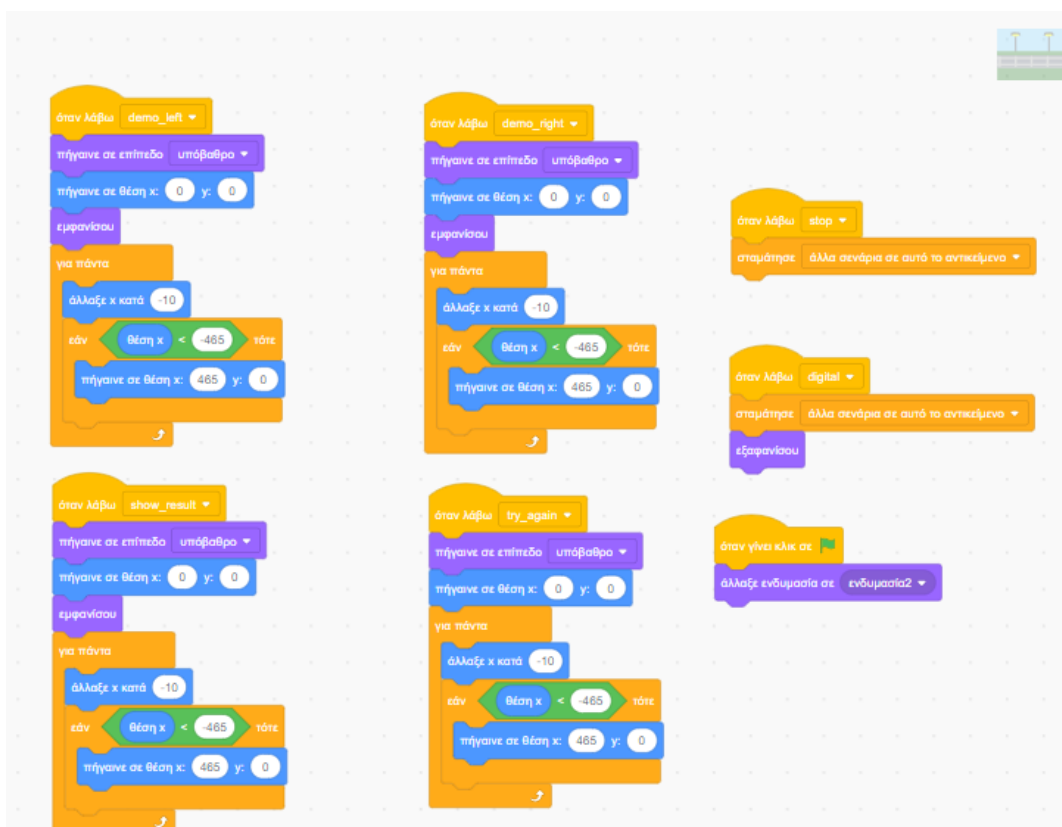 όταν λάβω demo_left
πήγαινε σε επίπεδο υπόβαθρο
πήγαινε σε θέση x: 0 y: 0
εμφανίσου
για πάντα
άλλαξε x κατά -10
εάν θέση x < -465 τότε
πήγαινε σε θέση x: 465 y: 0
όταν λάβω demo_right
πήγαινε σε επίπεδο υπόβαθρο
πήγαινε σε θέση x: 0 y: 0
εμφανίσου
για πάντα
άλλαξε x κατά -10
εάν θέση x < -465 τότε
πήγαινε σε θέση x: 465 y: 0
όταν λάβω stop
σταμάτησε άλλα σενάρια σε αυτό το αντικείμενο
όταν λάβω digital
σταμάτησε άλλα σενάρια σε αυτό το αντικείμενο
εξαφανίσου
όταν λάβω show_result
πήγαινε σε επίπεδο υπόβαθρο
πήγαινε σε θέση x: 0 y: 0
εμφανίσου
για πάντα
άλλαξε x κατά -10
εάν θέση x < -465 τότε
πήγαινε σε θέση x: 465 y: 0
όταν λάβω try_again
πήγαινε σε επίπεδο υπόβαθρο
πήγαινε σε θέση x: 0 y: 0
για πάντα
άλλαξε x κατά -10
εάν θέση x < -465 τότε
πήγαινε σε θέση x: 465 y: 0
όταν γίνει κλικ σε
άλλαξε ενδυμασία σε ενδυμασία2